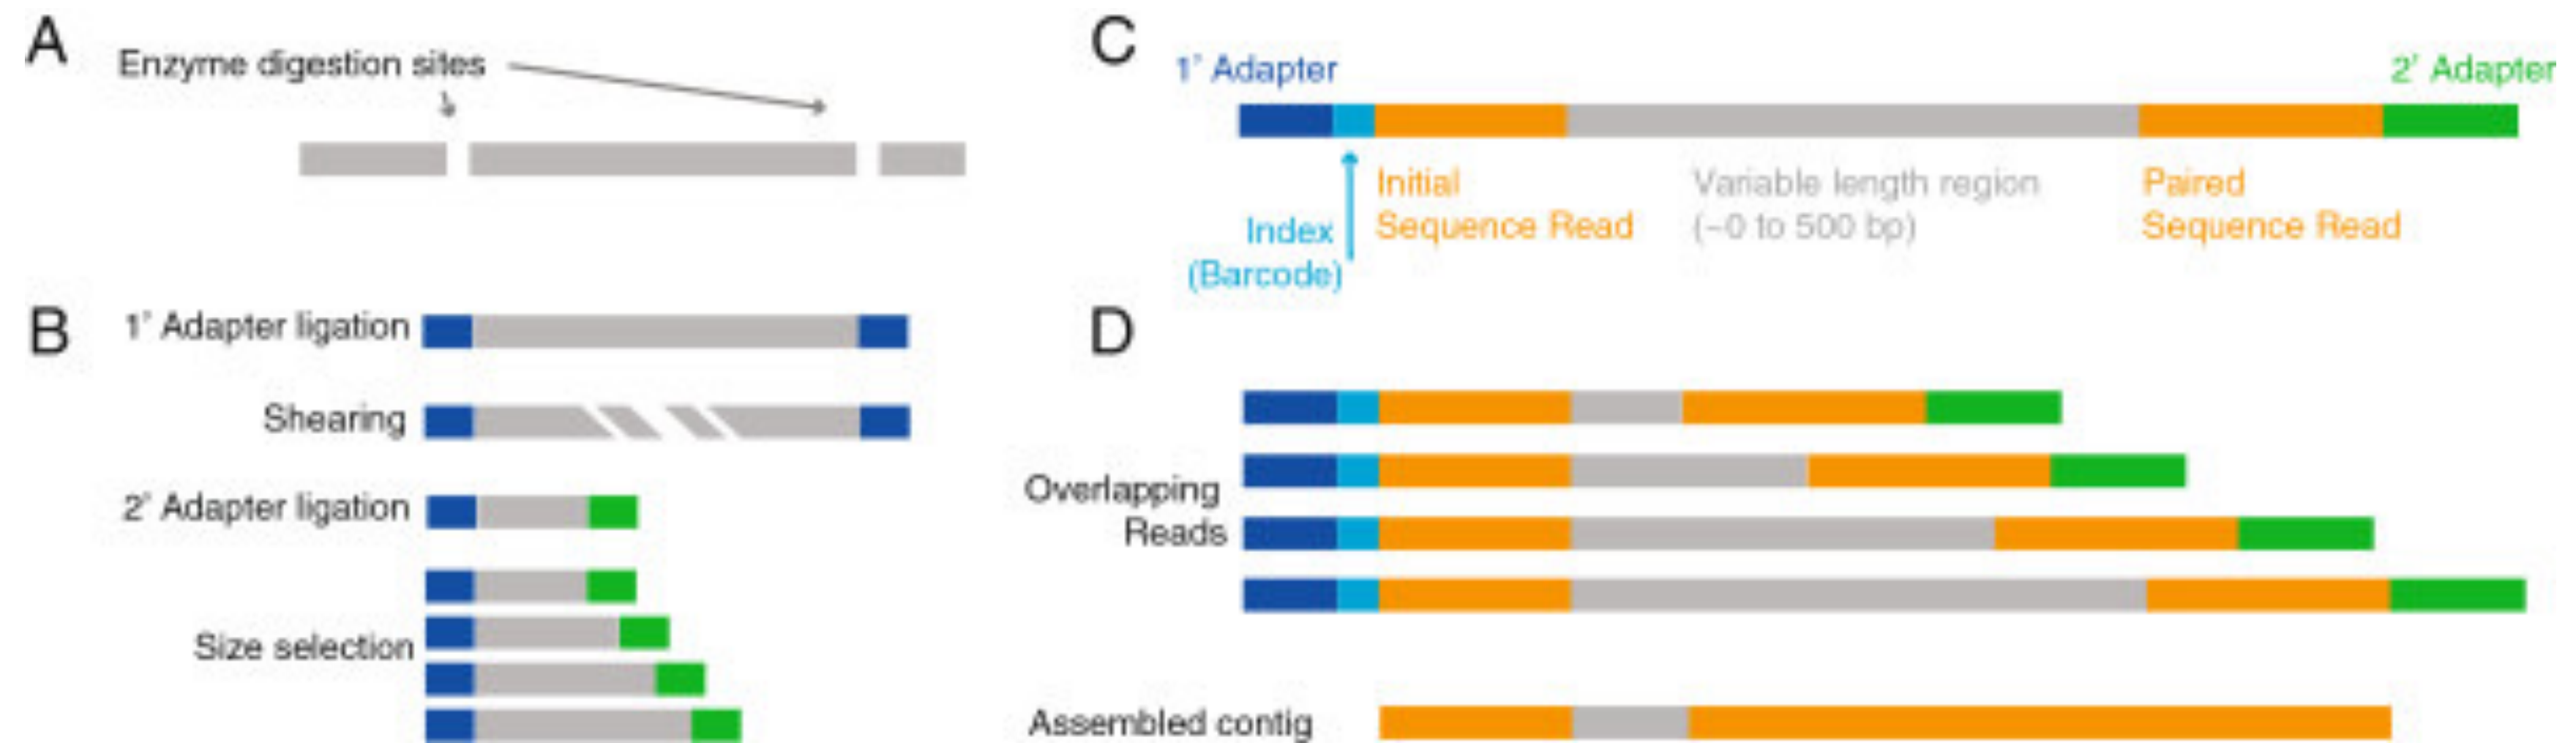 A
Enzyme digestion sites
B
1' Adapter ligation
Shearing
2' Adapter ligation
Size selection
C
1' Adapter
2' Adapter
Index
(Barcode)
Initial
Sequence Read
Variable length region
(~0 to 500 bp)
Paired
Sequence Read
D
Overlapping
Reads
Assembled contig